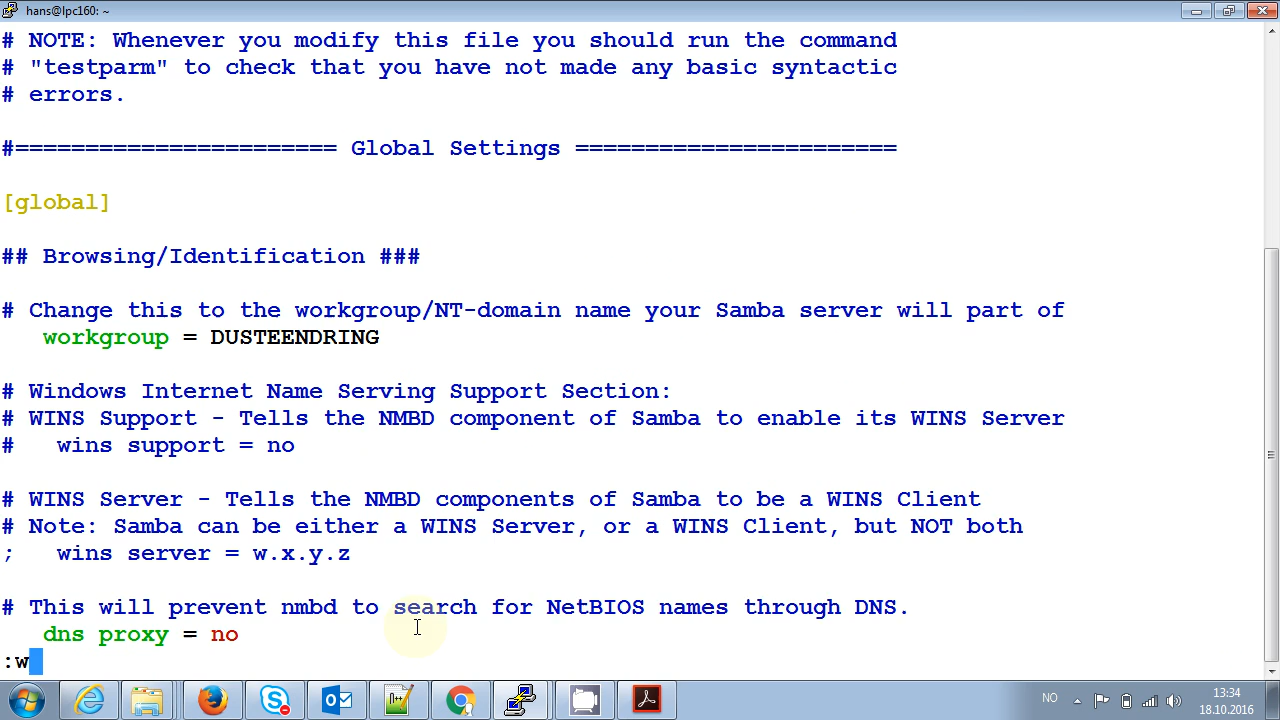 hans@lpc160: ~
# NOTE: Whenever you modify this file you should run the command
# "testparm" to check that you have not made any basic syntactic
# errors.
#======================= Global Settings =======================
[global]
## Browsing/Identification ###
# Change this to the workgroup/NT-domain name your Samba server will part of
workgroup = DUSTEENDRING
# Windows Internet Name Serving Support Section:
# WINS Support - Tells the NMBD component of Samba to enable its WINS Server
#   wins support = no
# WINS Server - Tells the NMBD components of Samba to be a WINS Client
# Note: Samba can be either a WINS Server, or a WINS Client, but NOT both
;   wins server = w.x.y.z
# This will prevent nmbd to search for NetBIOS names through DNS.
dns proxy = no
:w
NO
13:34
18.10.2016